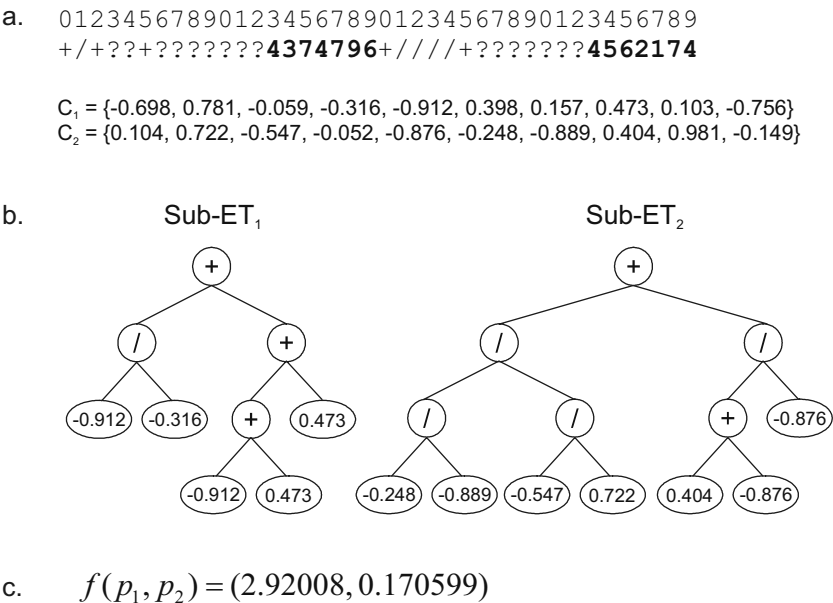 a. 0123456789012345678901234567890123456789
+/+??+???????4374796+////+???????4562174
C₁ = {-0.698, 0.781, -0.059, -0.316, -0.912, 0.398, 0.157, 0.473, 0.103, -0.756}
C₂ = {0.104, 0.722, -0.547, -0.052, -0.876, -0.248, -0.889, 0.404, 0.981, -0.149}
b. Sub-ET₁ Sub-ET₂
+ +
/ + / /
-0.912 -0.316 + 0.473 / / + -0.876
-0.912 0.473 -0.248 -0.889 -0.547 0.722 0.404 -0.876
c. f(p₁, p₂) = (2.92008, 0.170599)